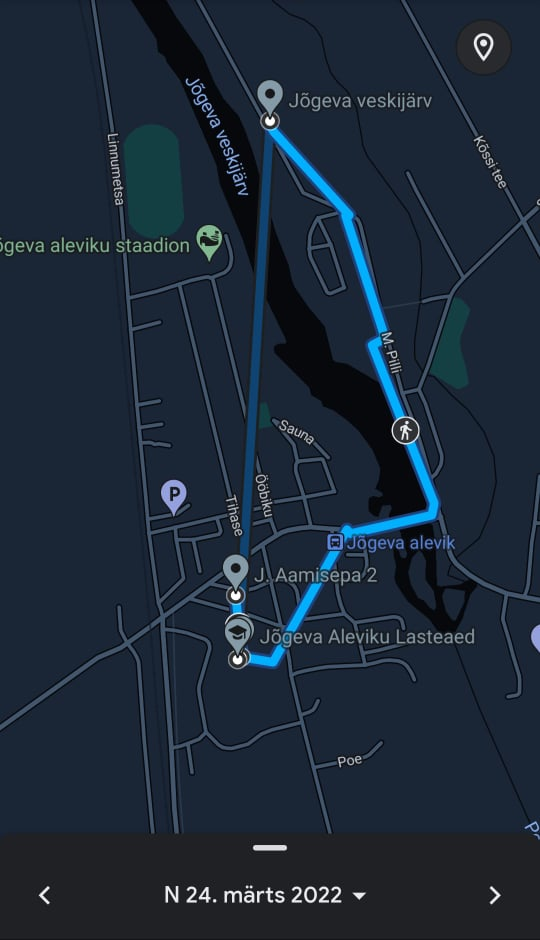 Jõgeva veskijärv
Jõgeva veskijärv
Linnumetsa
Kõssi tee
õgeva aleviku staadion
M. Pilli
Sauna
Ööbiku
Tihase
P
Jõgeva alevik
J. Aamisepa 2
Jõgeva Aleviku Lasteaed
Poe
N 24. märts 2022